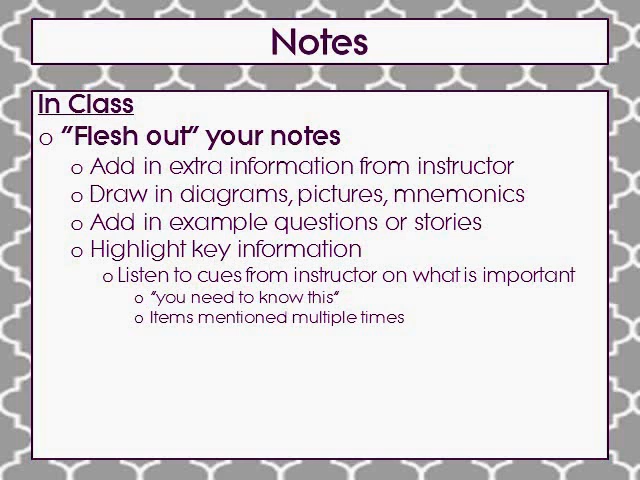 Notes
In Class
o "Flesh out" your notes
o Add in extra information from instructor
o Draw in diagrams, pictures, mnemonics
o Add in example questions or stories
o Highlight key information
o Listen to cues from instructor on what is important
o "you need to know this"
o Items mentioned multiple times